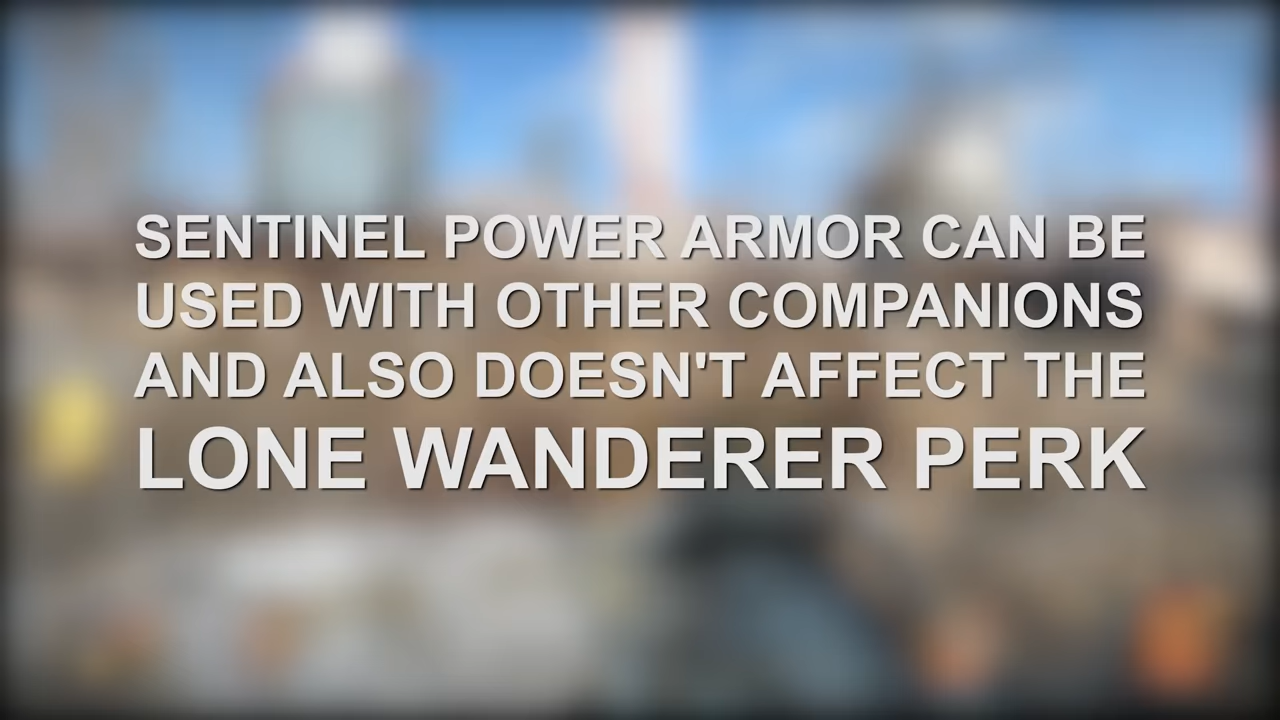 SENTINEL POWER ARMOR CAN BE
USED WITH OTHER COMPANIONS
AND ALSO DOESN'T AFFECT THE
LONE WANDERER PERK